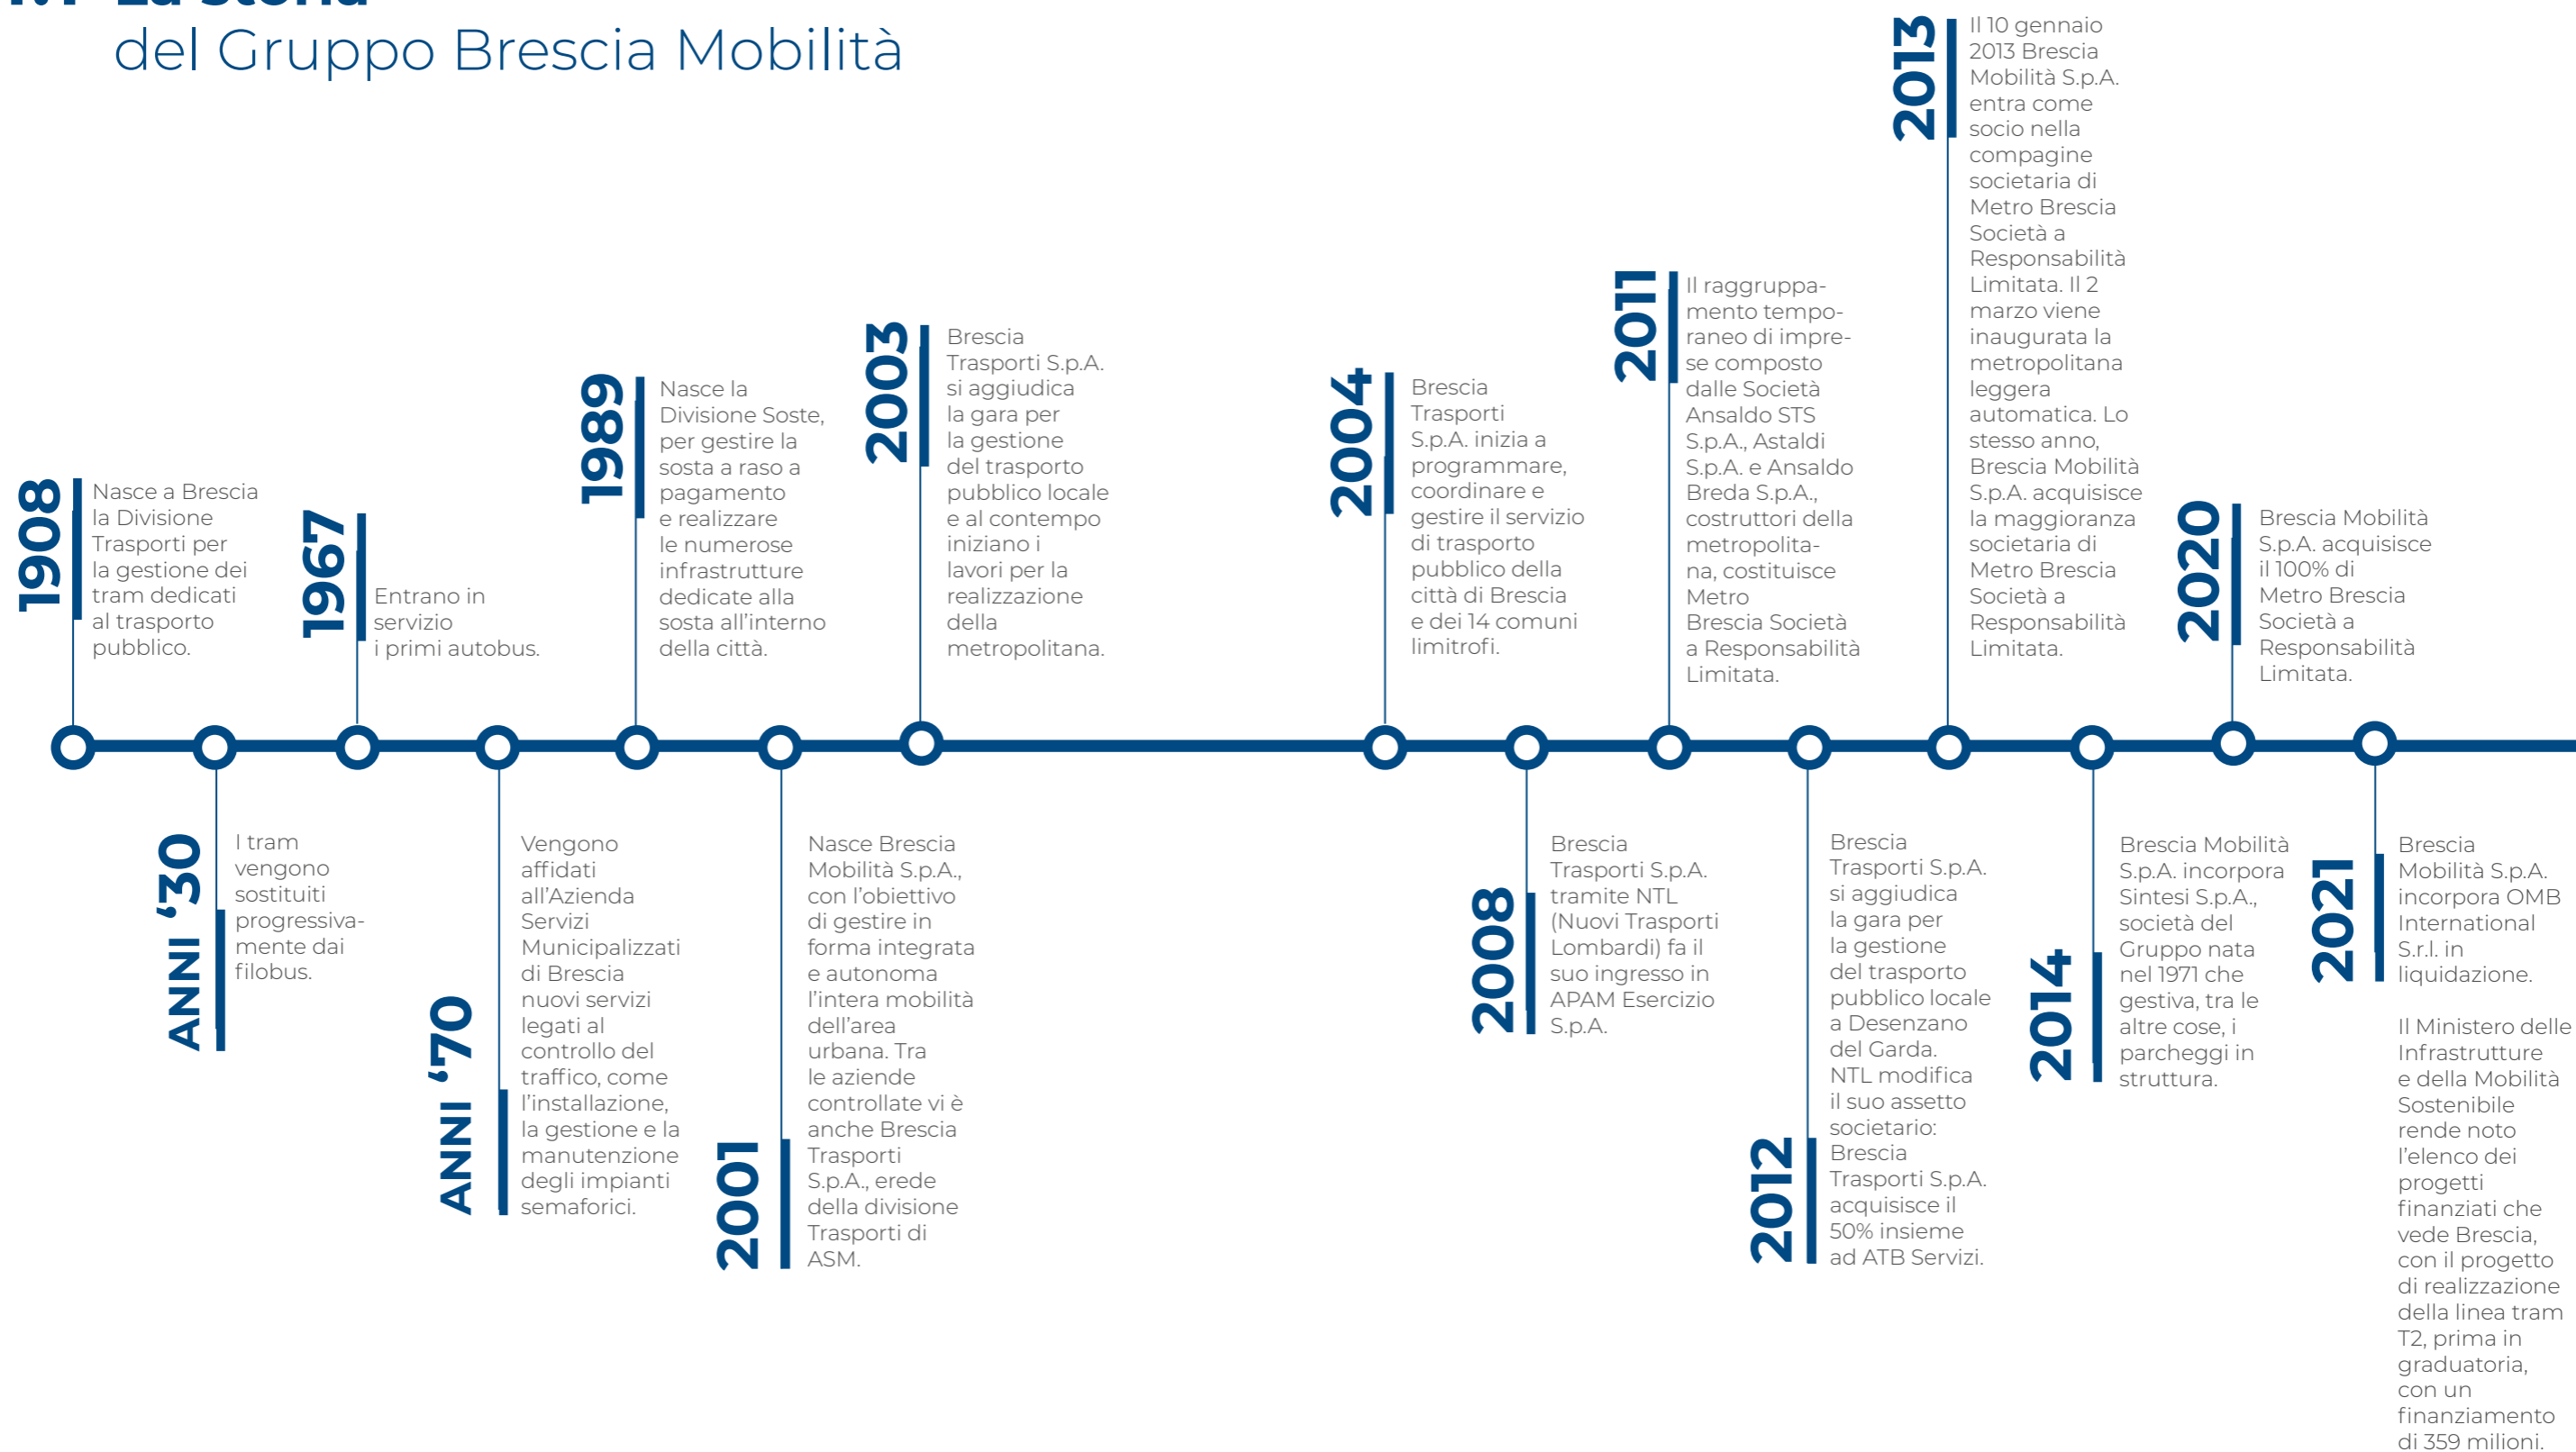 1.1 La storia
del Gruppo Brescia Mobilità
1908
Nasce a Brescia
la Divisione
Trasporti per
la gestione dei
tram dedicati
al trasporto
pubblico.
ANNI ‘30
I tram
vengono
sostituiti
progressiva-
mente dai
filobus.
1967
Entrano in
servizio
i primi autobus.
ANNI ‘70
Vengono
affidati
all’Azienda
Servizi
Municipalizzati
di Brescia
nuovi servizi
legati al
controllo del
traffico, come
l’installazione,
la gestione e la
manutenzione
degli impianti
semaforici.
1989
Nasce la
Divisione Soste,
per gestire la
sosta a raso a
pagamento
e realizzare
le numerose
infrastrutture
dedicate alla
sosta all’interno
della città.
2001
Nasce Brescia
Mobilità S.p.A.,
con l’obiettivo
di gestire in
forma integrata
e autonoma
l’intera mobilità
dell’area
urbana. Tra
le aziende
controllate vi è
anche Brescia
Trasporti
S.p.A., erede
della divisione
Trasporti di
ASM.
2003
Brescia
Trasporti S.p.A.
si aggiudica
la gara per
la gestione
del trasporto
pubblico locale
e al contempo
iniziano i
lavori per la
realizzazione
della
metropolitana.
2004
Brescia
Trasporti
S.p.A. inizia a
programmare,
coordinare e
gestire il servizio
di trasporto
pubblico della
città di Brescia
e dei 14 comuni
limitrofi.
2008
Brescia
Trasporti S.p.A.
tramite NTL
(Nuovi Trasporti
Lombardi) fa il
suo ingresso in
APAM Esercizio
S.p.A.
2011
Il raggruppa-
mento tempo-
raneo di impre-
se composto
dalle Società
Ansaldo STS
S.p.A., Astaldi
S.p.A. e Ansaldo
Breda S.p.A.,
costruttori della
metropolita-
na, costituisce
Metro
Brescia Società
a Responsabilità
Limitata.
2012
Brescia
Trasporti S.p.A.
si aggiudica
la gara per
la gestione
del trasporto
pubblico locale
a Desenzano
del Garda.
NTL modifica
il suo assetto
societario:
Brescia
Trasporti S.p.A.
acquisisce il
50% insieme
ad ATB Servizi.
2013
Il 10 gennaio
2013 Brescia
Mobilità S.p.A.
entra come
socio nella
compagine
societaria di
Metro Brescia
Società a
Responsabilità
Limitata. Il 2
marzo viene
inaugurata la
metropolitana
leggera
automatica. Lo
stesso anno,
Brescia Mobilità
S.p.A. acquisisce
la maggioranza
societaria di
Metro Brescia
Società a
Responsabilità
Limitata.
2014
Brescia Mobilità
S.p.A. incorpora
Sintesi S.p.A.,
società del
Gruppo nata
nel 1971 che
gestiva, tra le
altre cose, i
parcheggi in
struttura.
2020
Brescia Mobilità
S.p.A. acquisisce
il 100% di
Metro Brescia
Società a
Responsabilità
Limitata.
2021
Brescia
Mobilità S.p.A.
incorpora OMB
International
S.r.l. in
liquidazione.
Il Ministero delle
Infrastrutture
e della Mobilità
Sostenibile
rende noto
l’elenco dei
progetti
finanziati che
vede Brescia,
con il progetto
di realizzazione
della linea tram
T2, prima in
graduatoria,
con un
finanziamento
di 359 milioni.